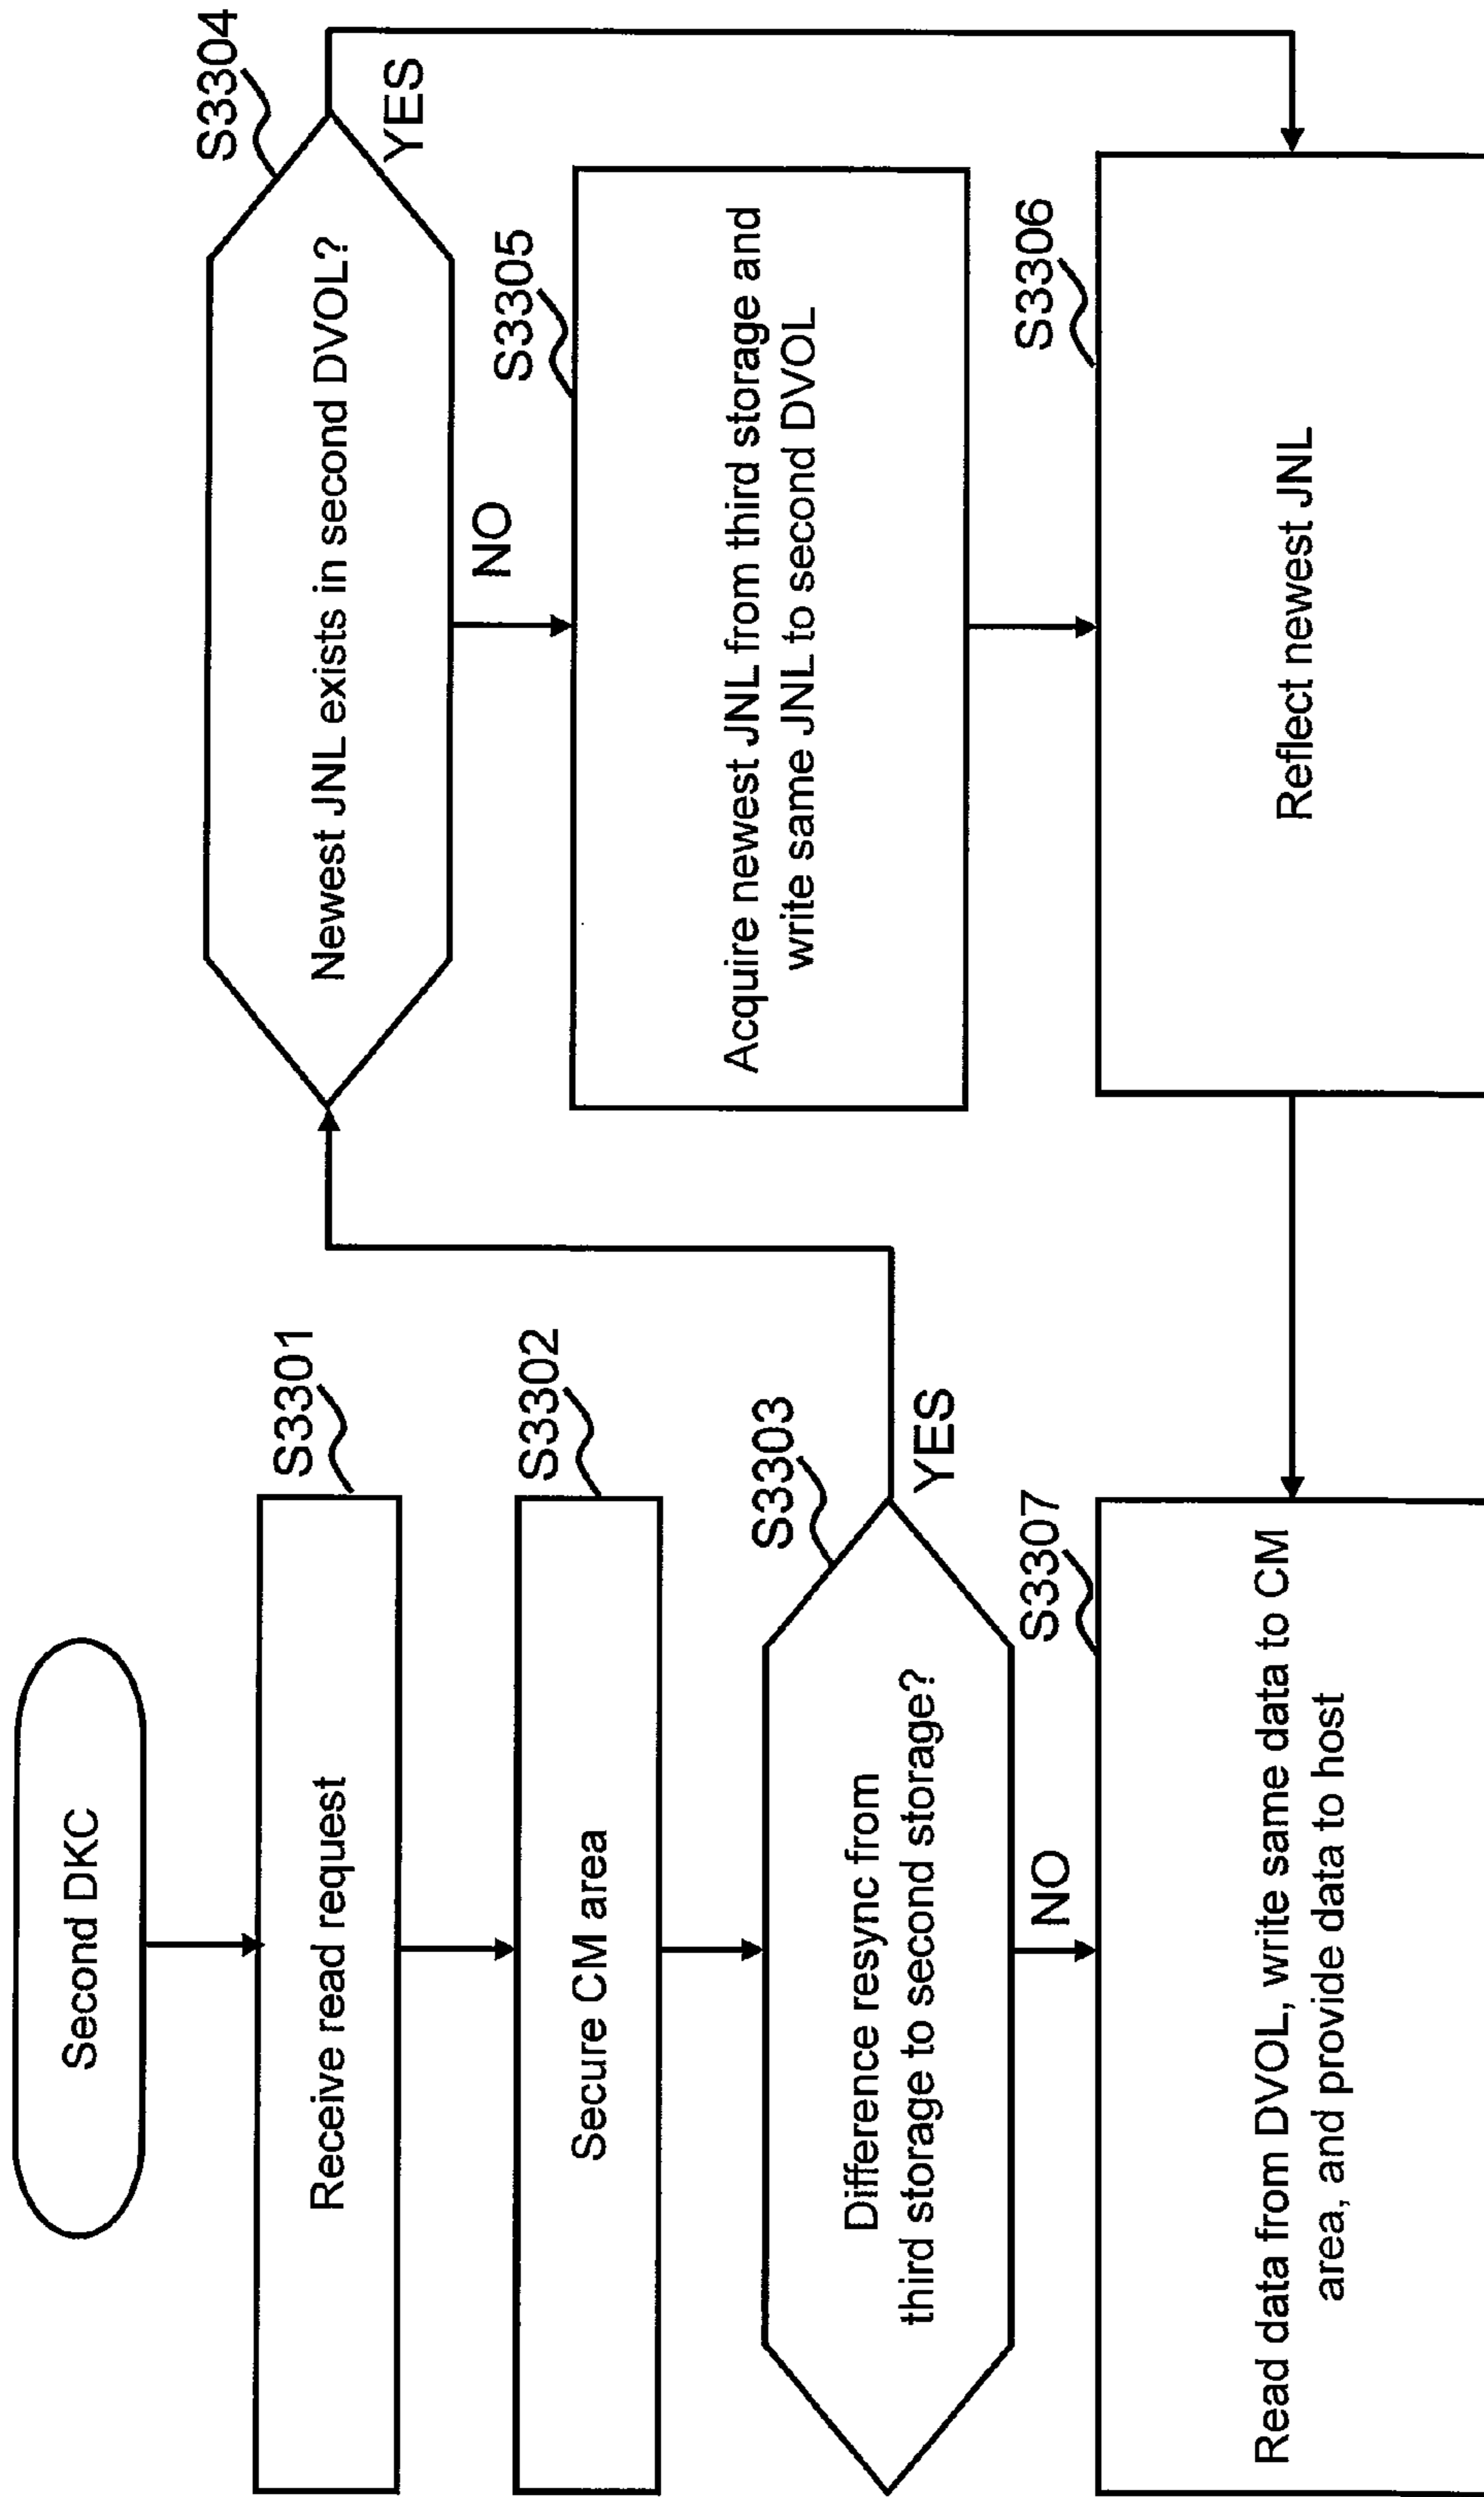 Second DKC
S3301
Receive read request
S3302
Secure CM area
S3303
Difference resync from
third storage to second storage?
YES
NO
S3304
Newest JNL exists in second DVOL?
YES
NO
S3305
Acquire newest JNL from third storage and
write same JNL to second DVOL
S3306
Reflect newest JNL
S3307
Read data from DVOL, write same data to CM
area, and provide data to host